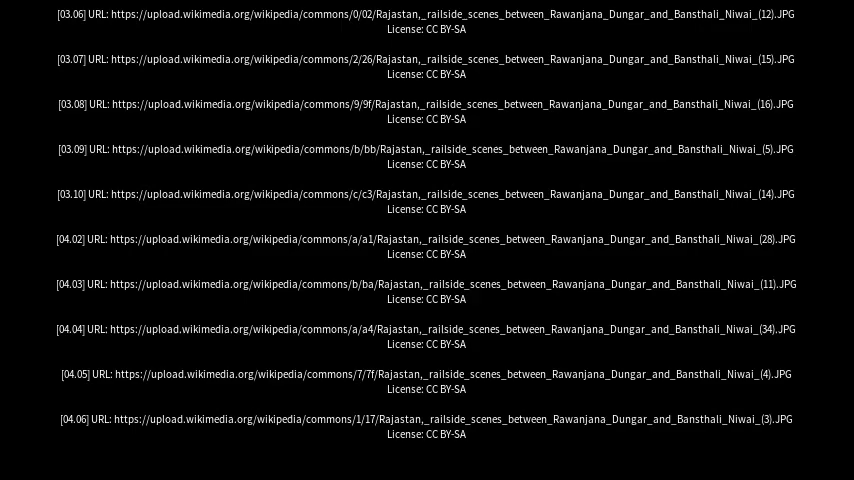 [03.06] URL: https://upload.wikimedia.org/wikipedia/commons/0/02/Rajastan,_railside_scenes_between_Rawanjana_Dungar_and_Bansthali_Niwai_(12).JPG
License: CC BY-SA
[03.07] URL: https://upload.wikimedia.org/wikipedia/commons/2/26/Rajastan,_railside_scenes_between_Rawanjana_Dungar_and_Bansthali_Niwai_(15).JPG
License: CC BY-SA
[03.08] URL: https://upload.wikimedia.org/wikipedia/commons/9/9f/Rajastan,_railside_scenes_between_Rawanjana_Dungar_and_Bansthali_Niwai_(16).JPG
License: CC BY-SA
[03.09] URL: https://upload.wikimedia.org/wikipedia/commons/b/bb/Rajastan,_railside_scenes_between_Rawanjana_Dungar_and_Bansthali_Niwai_(5).JPG
License: CC BY-SA
[03.10] URL: https://upload.wikimedia.org/wikipedia/commons/c/c3/Rajastan,_railside_scenes_between_Rawanjana_Dungar_and_Bansthali_Niwai_(14).JPG
License: CC BY-SA
[04.02] URL: https://upload.wikimedia.org/wikipedia/commons/a/a1/Rajastan,_railside_scenes_between_Rawanjana_Dungar_and_Bansthali_Niwai_(28).JPG
License: CC BY-SA
[04.03] URL: https://upload.wikimedia.org/wikipedia/commons/b/ba/Rajastan,_railside_scenes_between_Rawanjana_Dungar_and_Bansthali_Niwai_(11).JPG
License: CC BY-SA
[04.04] URL: https://upload.wikimedia.org/wikipedia/commons/a/a4/Rajastan,_railside_scenes_between_Rawanjana_Dungar_and_Bansthali_Niwai_(34).JPG
License: CC BY-SA
[04.05] URL: https://upload.wikimedia.org/wikipedia/commons/7/7f/Rajastan,_railside_scenes_between_Rawanjana_Dungar_and_Bansthali_Niwai_(4).JPG
License: CC BY-SA
[04.06] URL: https://upload.wikimedia.org/wikipedia/commons/1/17/Rajastan,_railside_scenes_between_Rawanjana_Dungar_and_Bansthali_Niwai_(3).JPG
License: CC BY-SA